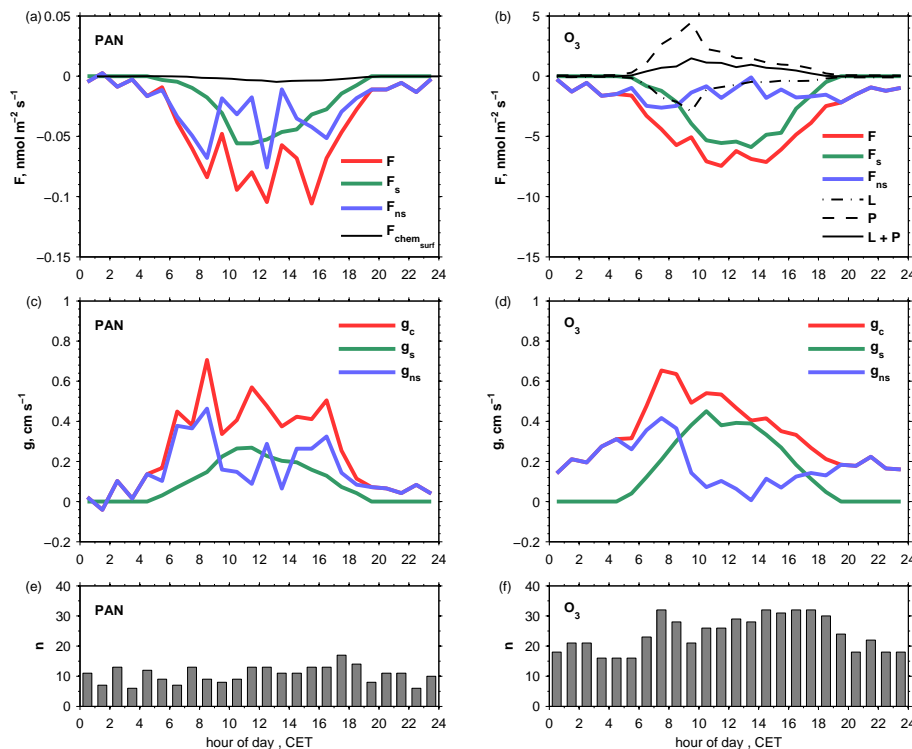 (a)
PAN
0.05
0
−0.05
−0.1
−0.15
F, nmol m−2 s−1
F
Fs
Fns
Fchemsurf
0 2 4 6 8 10 12 14 16 18 20 22 24
(b)
O3
5
0
−5
−10
−15
F, nmol m−2 s−1
F
Fs
Fns
L
P
L + P
0 2 4 6 8 10 12 14 16 18 20 22 24
(c)
PAN
1
0.8
0.6
0.4
0.2
0
−0.2
g, cm s−1
gc
gs
gns
0 2 4 6 8 10 12 14 16 18 20 22 24
(d)
O3
1
0.8
0.6
0.4
0.2
0
−0.2
g, cm s−1
gc
gs
gns
0 2 4 6 8 10 12 14 16 18 20 22 24
(e)
PAN
40
30
20
10
0
n
0 2 4 6 8 10 12 14 16 18 20 22 24
hour of day , CET
(f)
O3
40
30
20
10
0
n
0 2 4 6 8 10 12 14 16 18 20 22 24
hour of day , CET